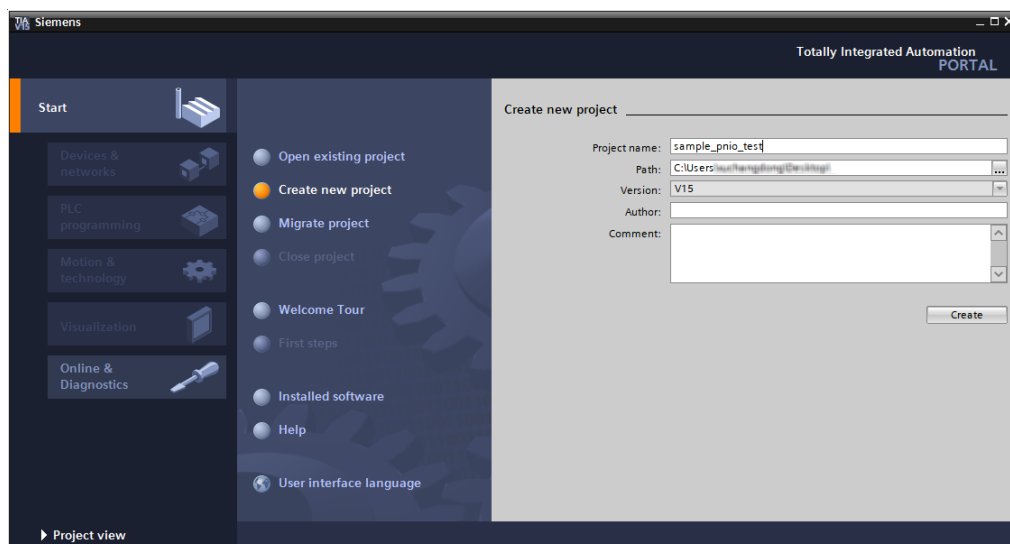 TIA V15 Siemens
Totally Integrated Automation
PORTAL
Start
Devices &
networks
PLC
programming
Motion &
technology
Visualization
Online &
Diagnostics
Project view
Open existing project
Create new project
Migrate project
Close project
Welcome Tour
First steps
Installed software
Help
User interface language
Create new project
Project name: sample_pnio_test
Path: C:\Users\
Version: V15
Author:
Comment:
Create